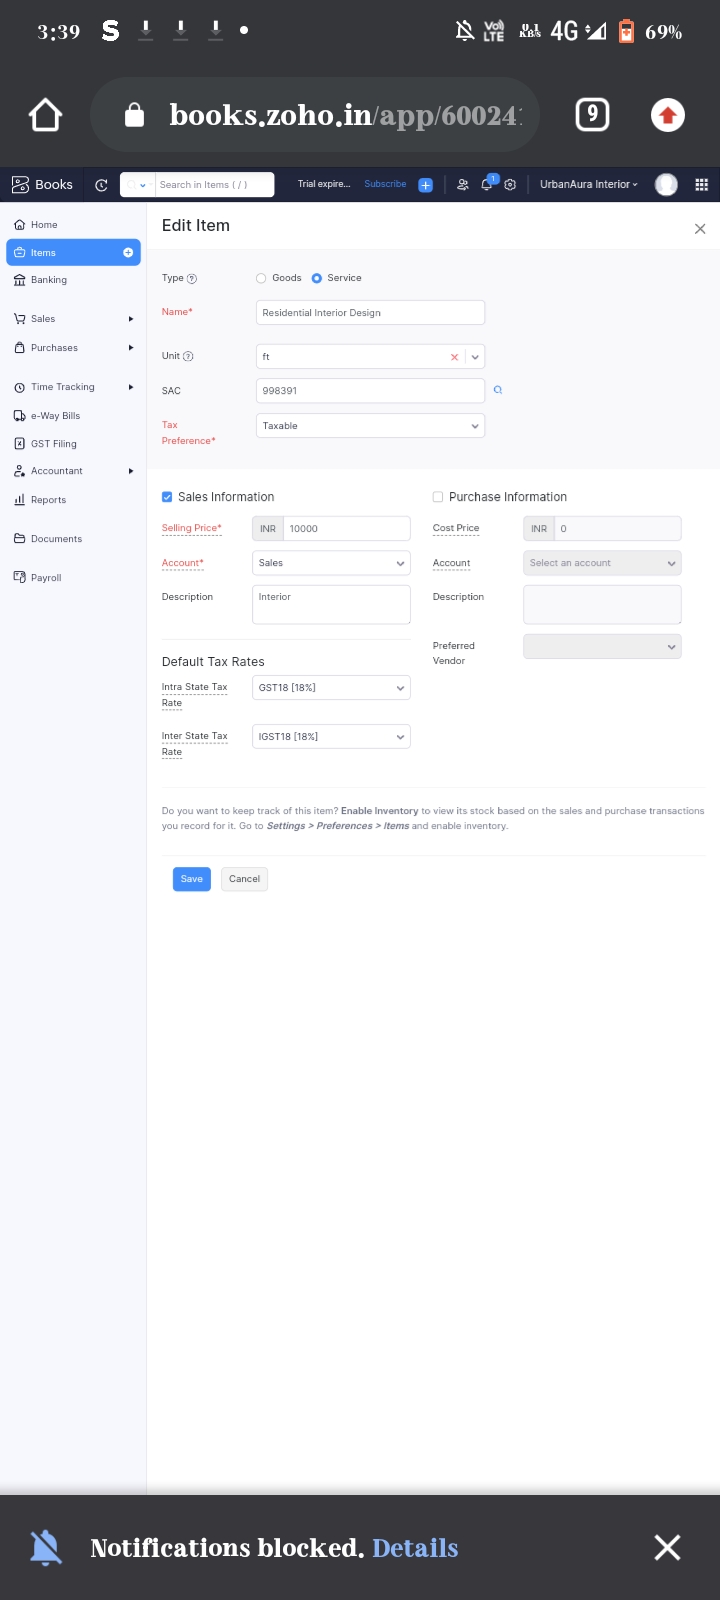 3:39 S Vo) LTE 0.1 KB/s 4G 69%
books.zoho.in/app/60024 9
Books Search in Items ( / ) Trial expire... Subscribe 1 UrbanAura Interior
Home
Items
Banking
Sales
Purchases
Time Tracking
e-Way Bills
GST Filing
Accountant
Reports
Documents
Payroll
Edit Item
Type ? Goods Service
Name* Residential Interior Design
Unit ? ft
SAC 998391
Tax Preference* Taxable
Sales Information
Selling Price* INR 10000
Account* Sales
Description Interior
Default Tax Rates
Intra State Tax Rate GST18 [18%]
Inter State Tax Rate IGST18 [18%]
Purchase Information
Cost Price INR 0
Account Select an account
Description
Preferred Vendor
Do you want to keep track of this item? Enable Inventory to view its stock based on the sales and purchase transactions
you record for it. Go to Settings > Preferences > Items and enable inventory.
Save Cancel
Notifications blocked. Details